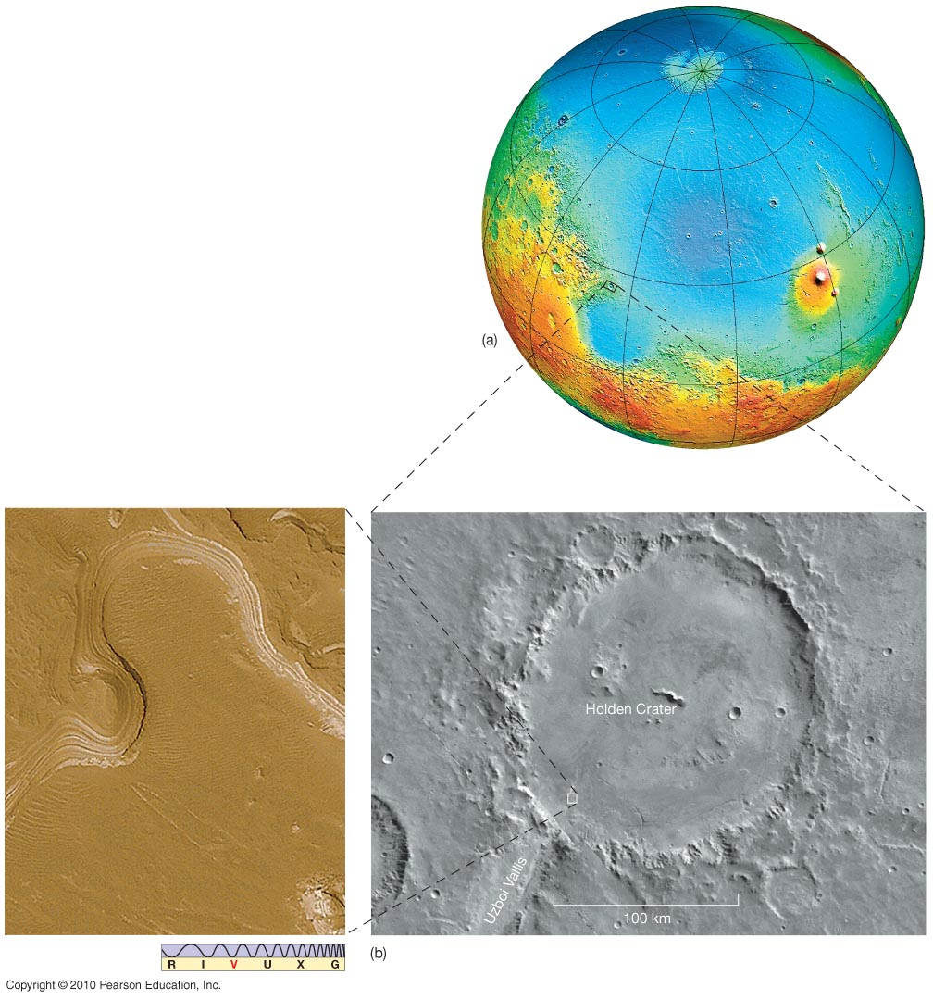 (a)
Holden Crater
Uzboi Vallis
100 km
R I V U X G
(b)
Copyright © 2010 Pearson Education, Inc.